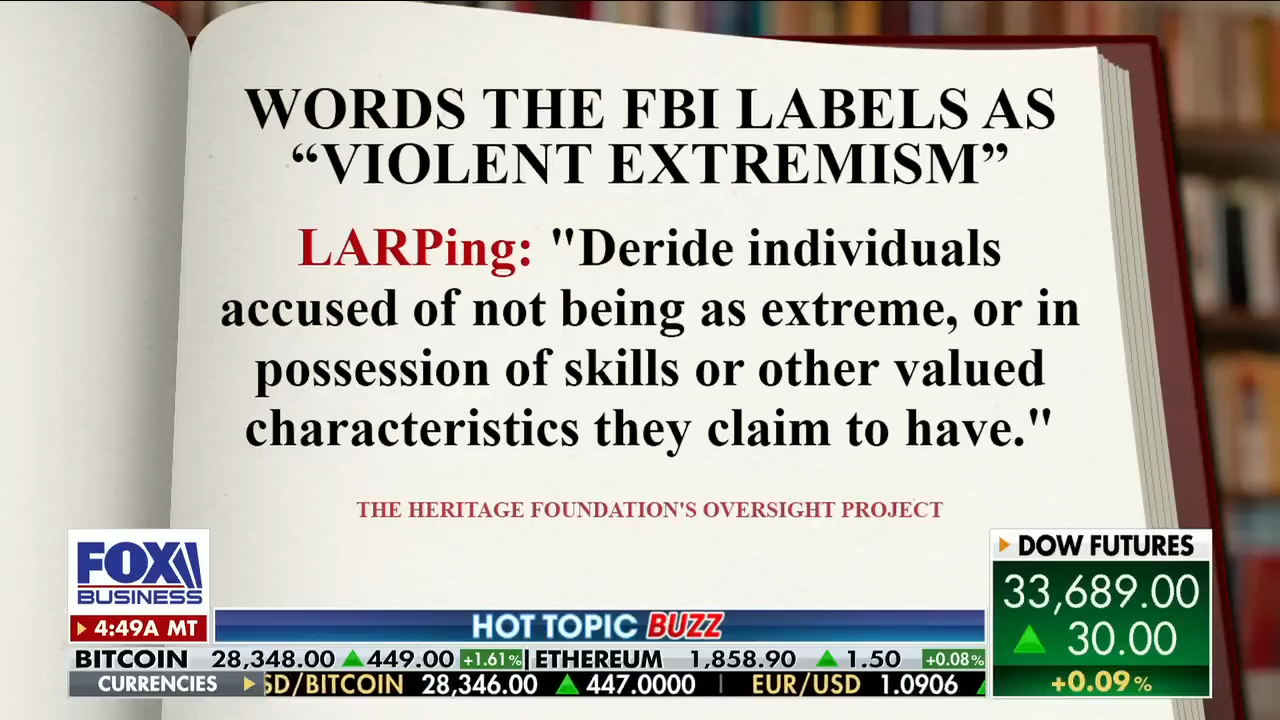 WORDS THE FBI LABELS AS
“VIOLENT EXTREMISM”
LARPing: "Deride individuals
accused of not being as extreme, or in
possession of skills or other valued
characteristics they claim to have."
THE HERITAGE FOUNDATION'S OVERSIGHT PROJECT
FOX
BUSINESS
4:49A MT
HOT TOPIC BUZZ
DOW FUTURES
33,689.00
30.00
+0.09%
BITCOIN 28,348.00 449.00 +1.61% ETHEREUM 1,858.90 1.50 +0.08%
CURRENCIES SD/BITCOIN 28,346.00 447.0000 EUR/USD 1.0906